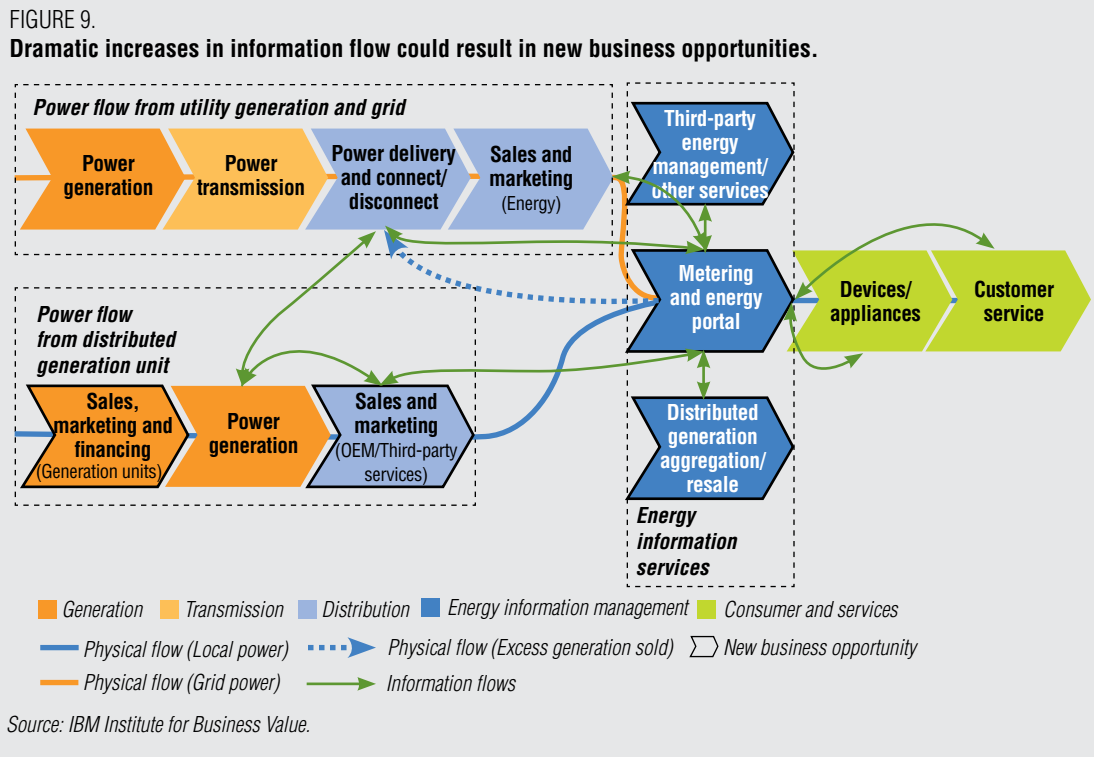 FIGURE 9.
Dramatic increases in information flow could result in new business opportunities.
Power flow from utility generation and grid
Power
generation
Power
transmission
Power delivery
and connect/
disconnect
Sales and
marketing
(Energy)
Third-party
energy
management/
other services
Metering
and energy
portal
Devices/
appliances
Customer
service
Power flow
from distributed
generation unit
Sales,
marketing and
financing
(Generation units)
Power
generation
Sales and
marketing
(OEM/Third-party
services)
Distributed
generation
aggregation/
resale
Energy
information
services
Generation Transmission Distribution Energy information management Consumer and services
Physical flow (Local power) Physical flow (Excess generation sold) New business opportunity
Physical flow (Grid power) Information flows
Source: IBM Institute for Business Value.